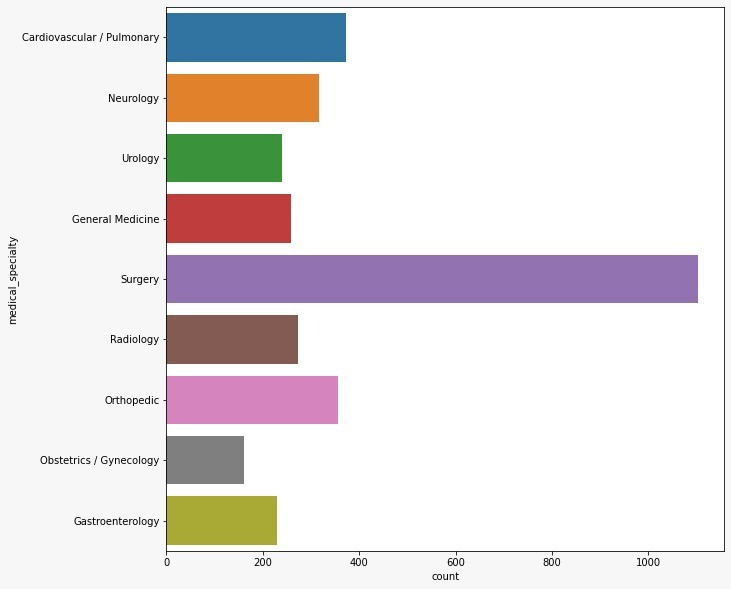 Cardiovascular / Pulmonary
Neurology
Urology
General Medicine
Surgery
Radiology
Orthopedic
Obstetrics / Gynecology
Gastroenterology
medical_specialty
0 200 400 600 800 1000
count